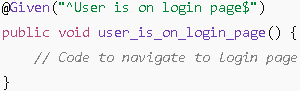 @Given("^User is on login page$")
public void user_is_on_login_page() {
// Code to navigate to login page
}